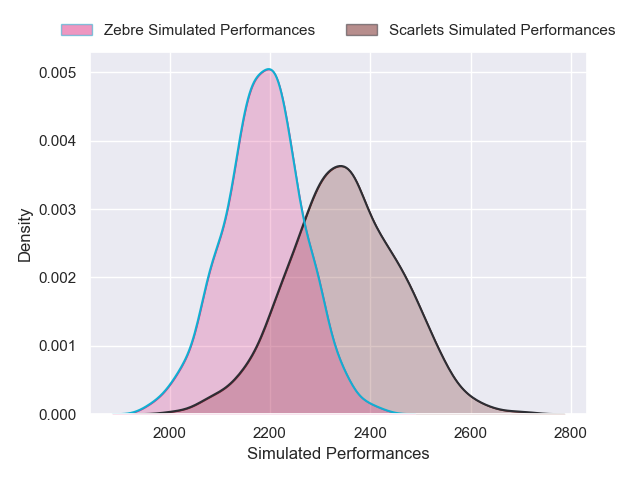 Zebre Simulated Performances Scarlets Simulated Performances
0.005
0.004
0.003
0.002
0.001
0.000
Density
2000 2200 2400 2600 2800
Simulated Performances